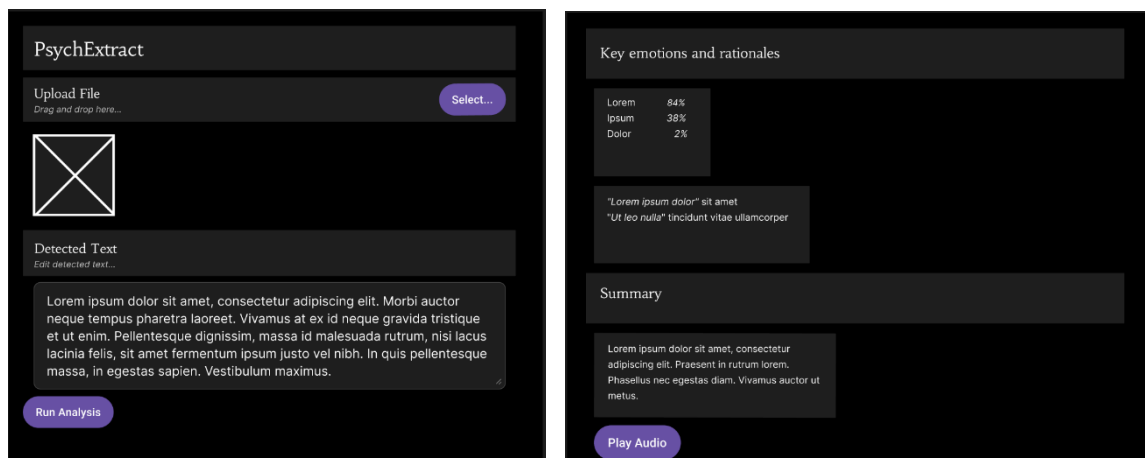 PsychExtract
Upload File
Drag and drop here...
Select...
Detected Text
Edit detected text...
Lorem ipsum dolor sit amet, consectetur adipiscing elit. Morbi auctor
neque tempus pharetra laoreet. Vivamus at ex id neque gravida tristique
et ut enim. Pellentesque dignissim, massa id malesuada rutrum, nisi lacus
lacinia felis, sit amet fermentum ipsum justo vel nibh. In quis pellentesque
massa, in egestas sapien. Vestibulum maximus.
Run Analysis
Key emotions and rationales
Lorem 84%
Ipsum 38%
Dolor 2%
"Lorem ipsum dolor" sit amet
"Ut leo nulla" tincidunt vitae ullamcorper
Summary
Lorem ipsum dolor sit amet, consectetur
adipiscing elit. Praesent in rutrum lorem.
Phasellus nec egestas diam. Vivamus auctor ut
metus.
Play Audio